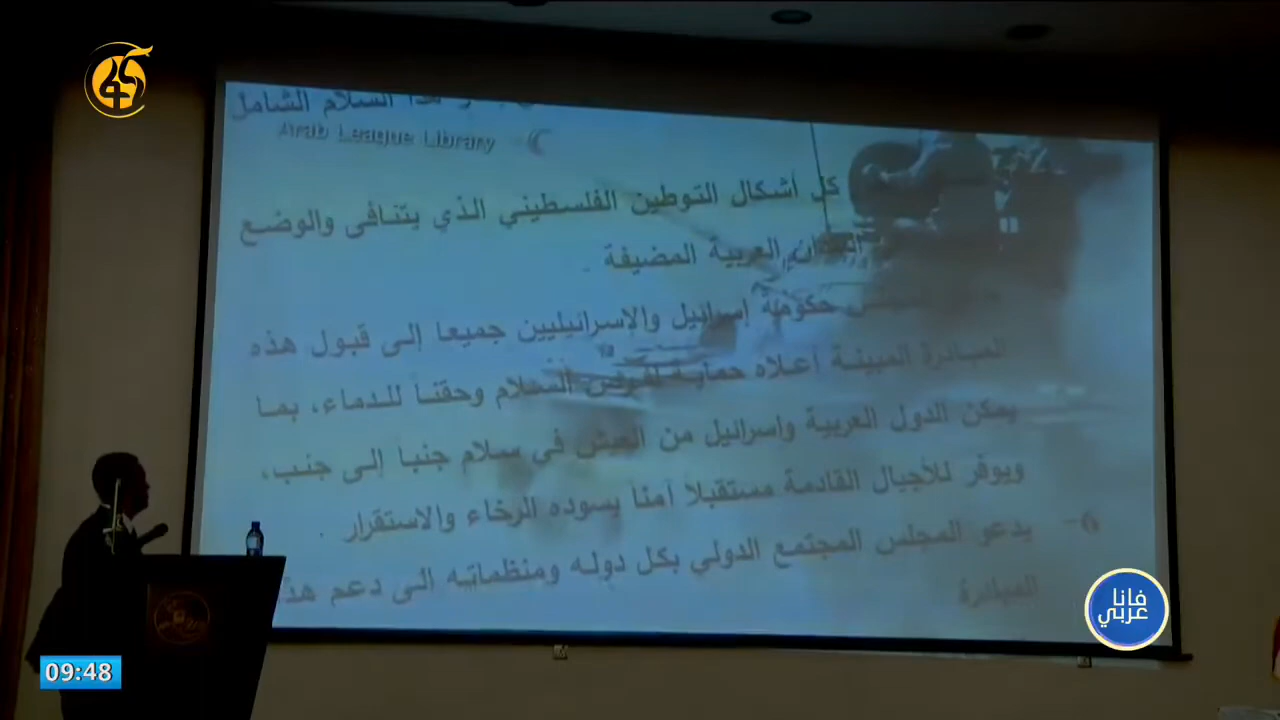 هذا السلام الشامل
Arab League Library
كل أشكال التوطين الفلسطيني الذي يتنافى والوضع
العربية المضيفة .
حكومة إسرائيل والإسرائيليين جميعا إلى قبول هذه
المبادرة المبينة أعلاه حماية لفرص السلام وحقنا للدماء، بما
يمكن الدول العربية وإسرائيل من العيش في سلام جنبا إلى جنب،
ويوفر للأجيال القادمة مستقبلا آمنا يسوده الرخاء والاستقرار .
٦- يدعو المجلس المجتمع الدولي بكل دوله ومنظماته إلى دعم هذه
المبادرة
فانا
عربي
09:48